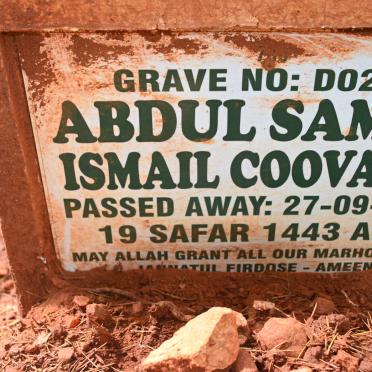 GRAVE NO: D02
ABDUL SAM
ISMAIL COOVA
PASSED AWAY: 27-09-
19 SAFAR 1443 A
MAY ALLAH GRANT ALL OUR MARHO
JANNATUL FIRDOSE - AMEEN